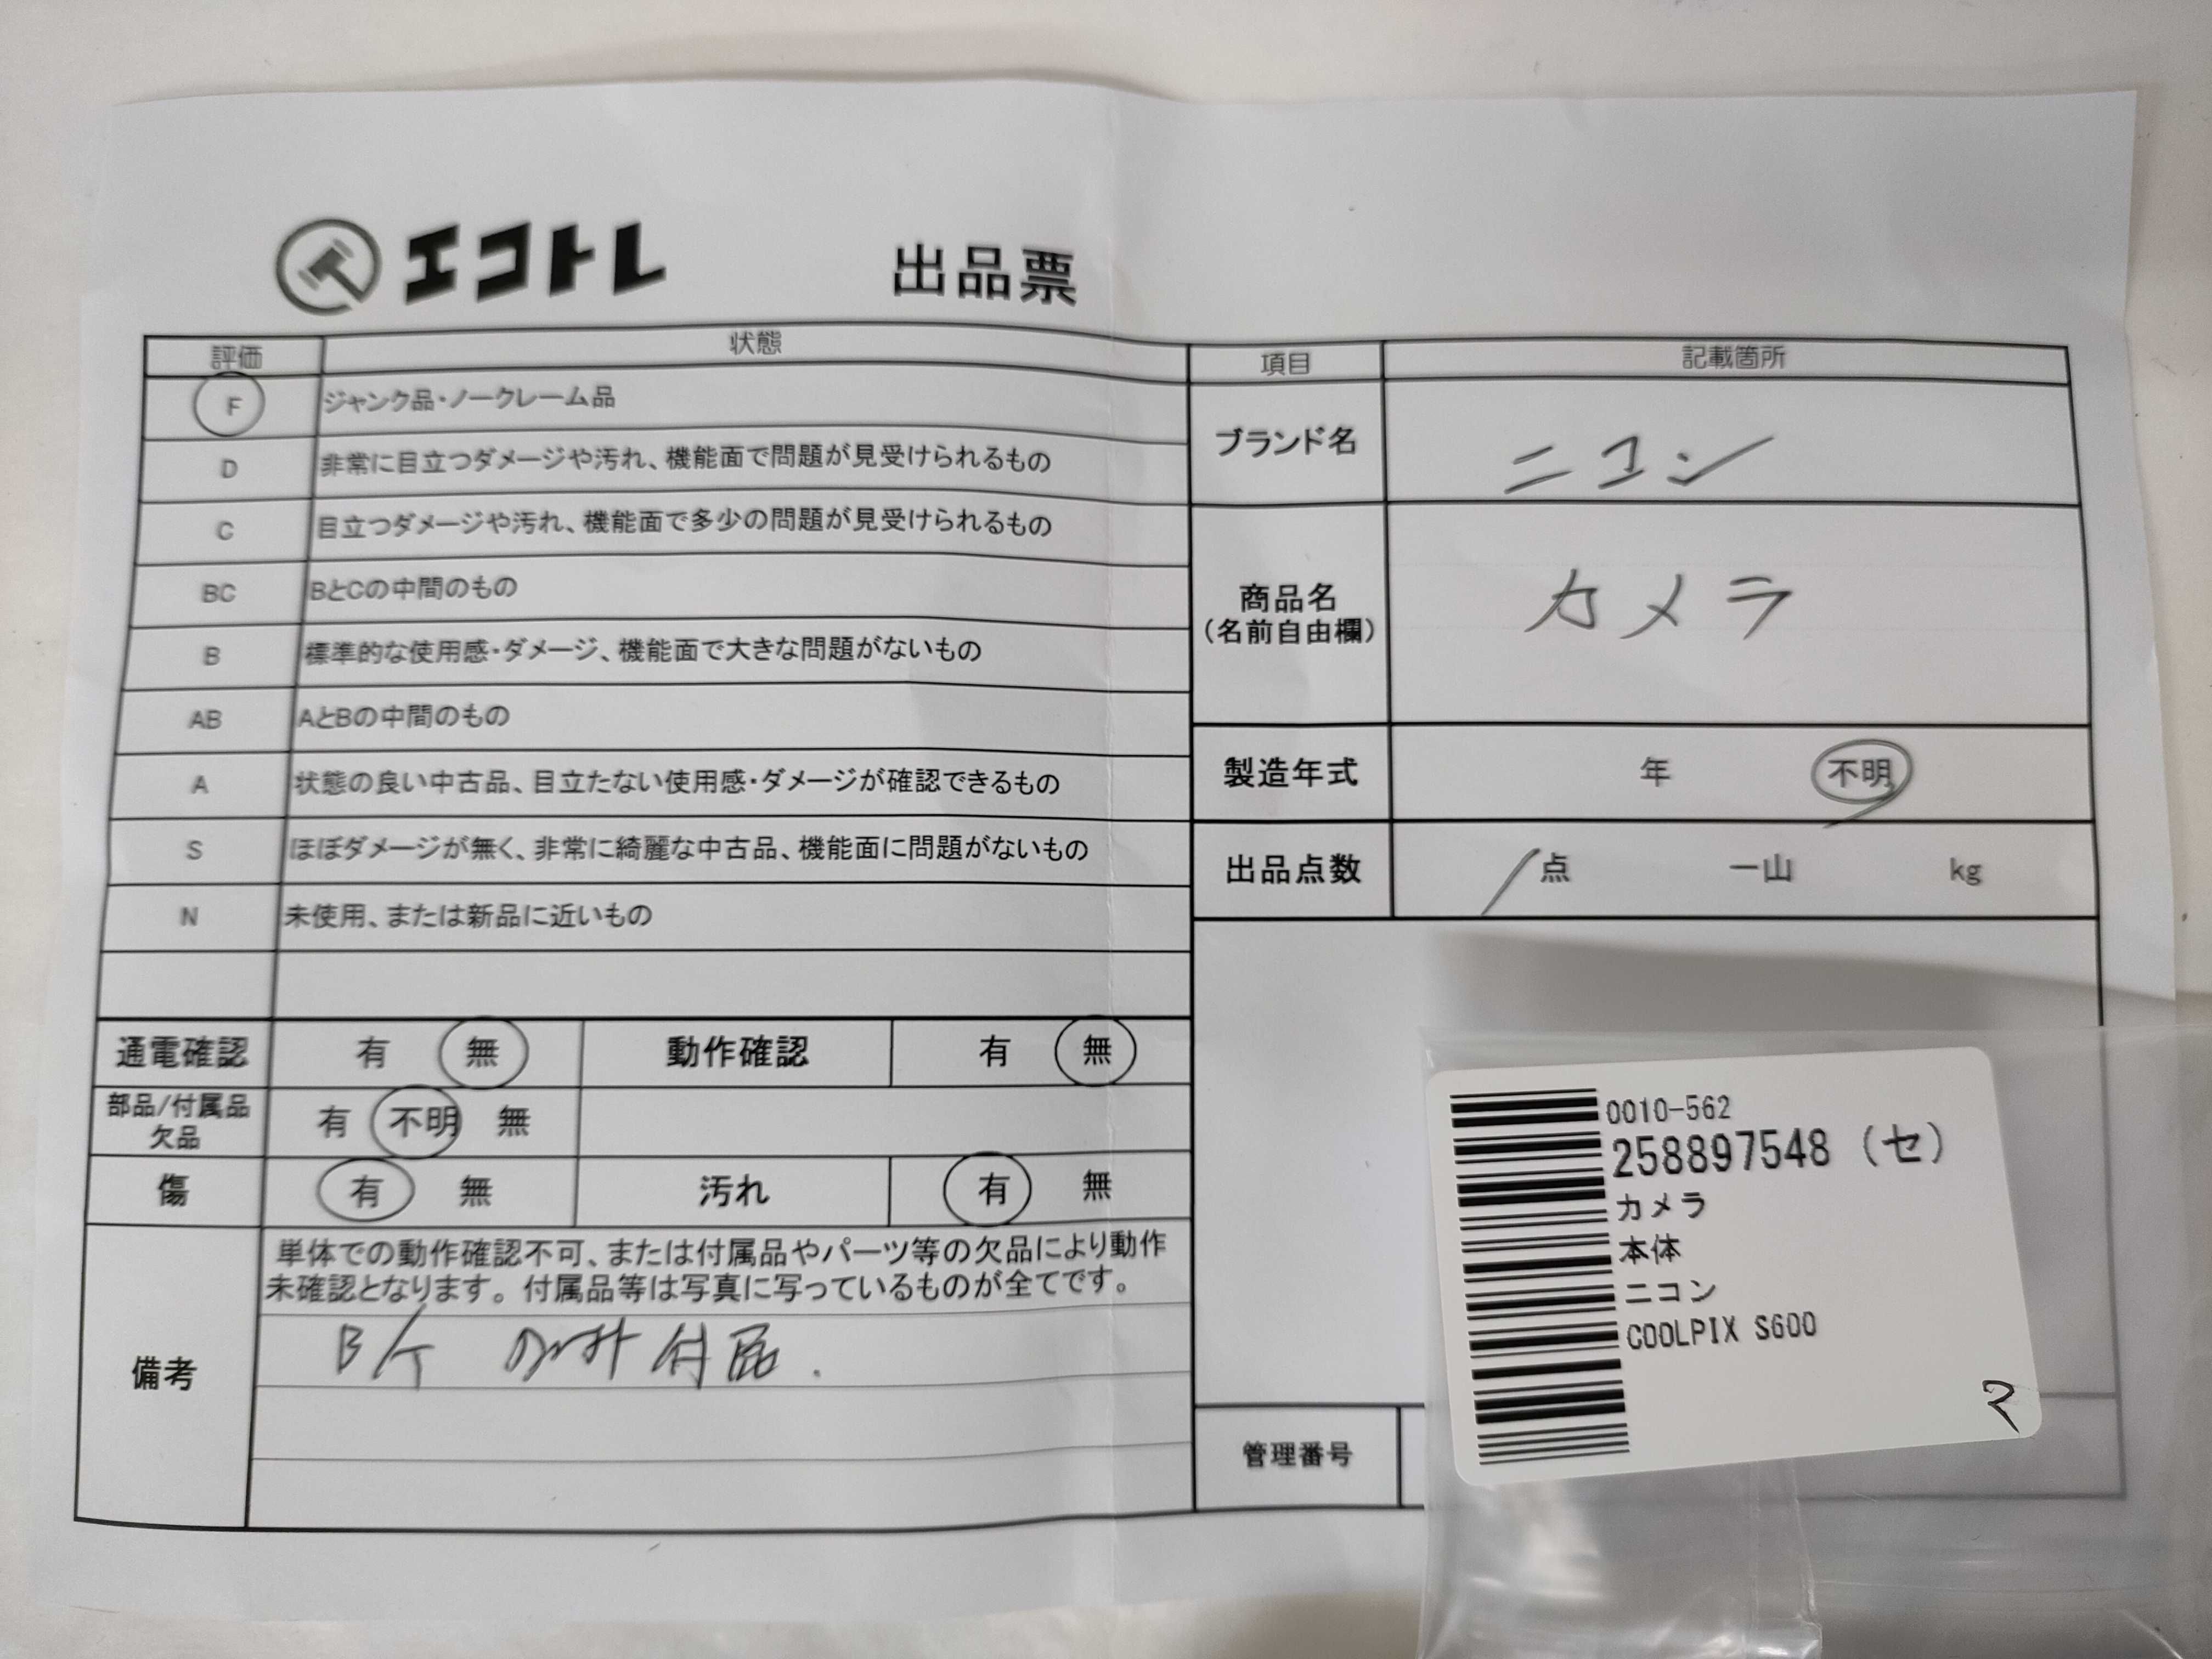 エコトレ 出品票
評価 状態
F ジャンク品・ノークレーム品
D 非常に目立つダメージや汚れ、機能面で問題が見受けられるもの
C 目立つダメージや汚れ、機能面で多少の問題が見受けられるもの
BC BとCの中間のもの
B 標準的な使用感・ダメージ、機能面で大きな問題がないもの
AB AとBの中間のもの
A 状態の良い中古品、目立たない使用感・ダメージが確認できるもの
S ほぼダメージが無く、非常に綺麗な中古品、機能面に問題がないもの
N 未使用、または新品に近いもの
通電確認 有 無 動作確認 有 無
部品/付属品
欠品 有 不明 無
傷 有 無 汚れ 有 無
備考
単体での動作確認不可、または付属品やパーツ等の欠品により動作
未確認となります。付属品等は写真に写っているものが全てです。
付品.
項目 記載箇所
ブランド名 ニコン
商品名
(名前自由欄) カメラ
製造年式 年 不明
出品点数 /点 一山 kg
管理番号
0010-562
258897548 (セ)
カメラ
本体
ニコン
COOLPIX S600